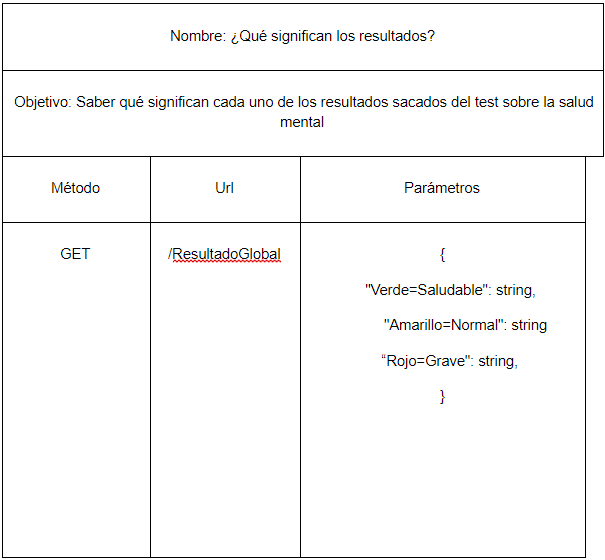 Nombre: ¿Qué significan los resultados?
Objetivo: Saber qué significan cada uno de los resultados sacados del test sobre la salud
mental
Método Url Parámetros
GET /ResultadoGlobal {
"Verde=Saludable": string,
"Amarillo=Normal": string
“Rojo=Grave": string,
}